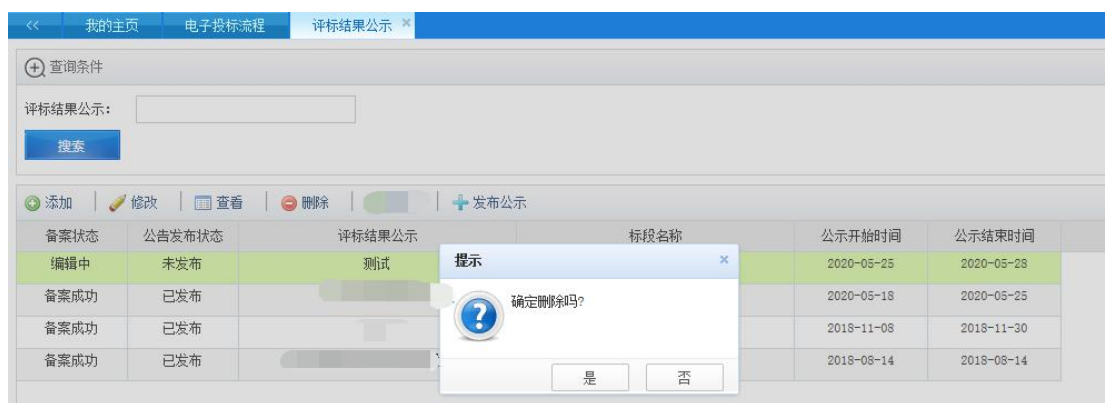 << 我的主页 电子投标流程 评标结果公示 ×
查询条件
评标结果公示:
搜索
添加 修改 查看 删除 发布公示
备案状态 公告发布状态 评标结果公示 标段名称 公示开始时间 公示结束时间
编辑中 未发布 测试 2020-05-25 2020-05-28
备案成功 已发布 2020-05-18 2020-05-25
备案成功 已发布 2018-11-08 2018-11-30
备案成功 已发布 2018-08-14 2018-08-14
提示 ×
确定删除吗?
是 否